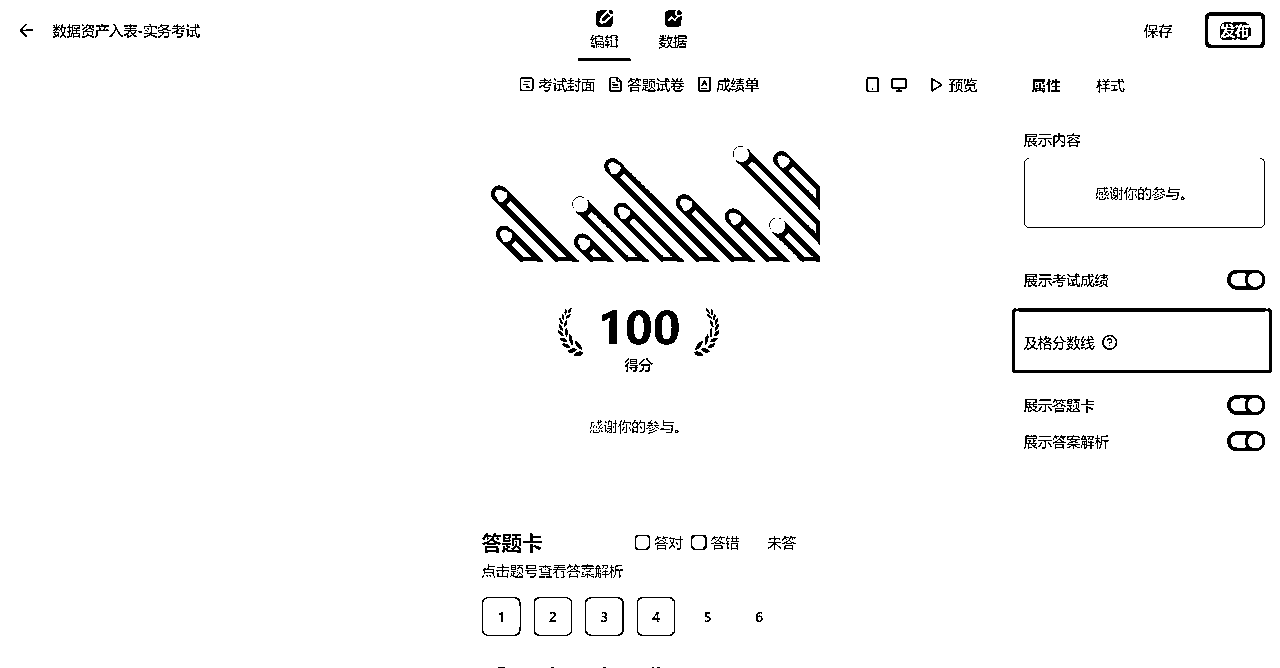 数据资产入表-实务考试
编辑
数据
保存
发布
考试封面 答题试卷 成绩单
预览
属性 样式
展示内容
感谢你的参与。
展示考试成绩
及格分数线
展示答题卡
展示答案解析
100
得分
感谢你的参与。
答题卡
答对 答错 未答
点击题号查看答案解析
1 2 3 4 5 6